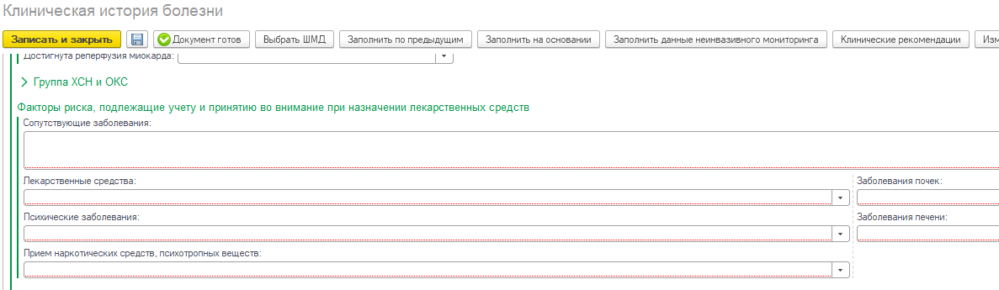 Клиническая история болезни
Записать и закрыть Документ готов Выбрать ШМД Заполнить по предыдущим Заполнить на основании Заполнить данные неинвазивного мониторинга Клинические рекомендации Изм
Достигнута реперфузия миокарда:
Группа ХСН и ОКС
Факторы риска, подлежащие учету и принятию во внимание при назначении лекарственных средств
Сопутствующие заболевания:
Лекарственные средства: Заболевания почек:
Психические заболевания: Заболевания печени:
Прием наркотических средств, психотропных веществ: